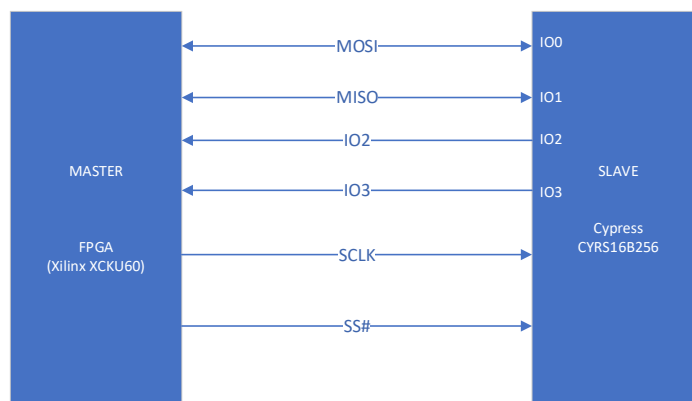 MOSI
IO0
MISO
IO1
IO2
IO2
MASTER
SLAVE
IO3
IO3
FPGA
(Xilinx XCKU60)
Cypress
CYRS16B256
SCLK
SS#